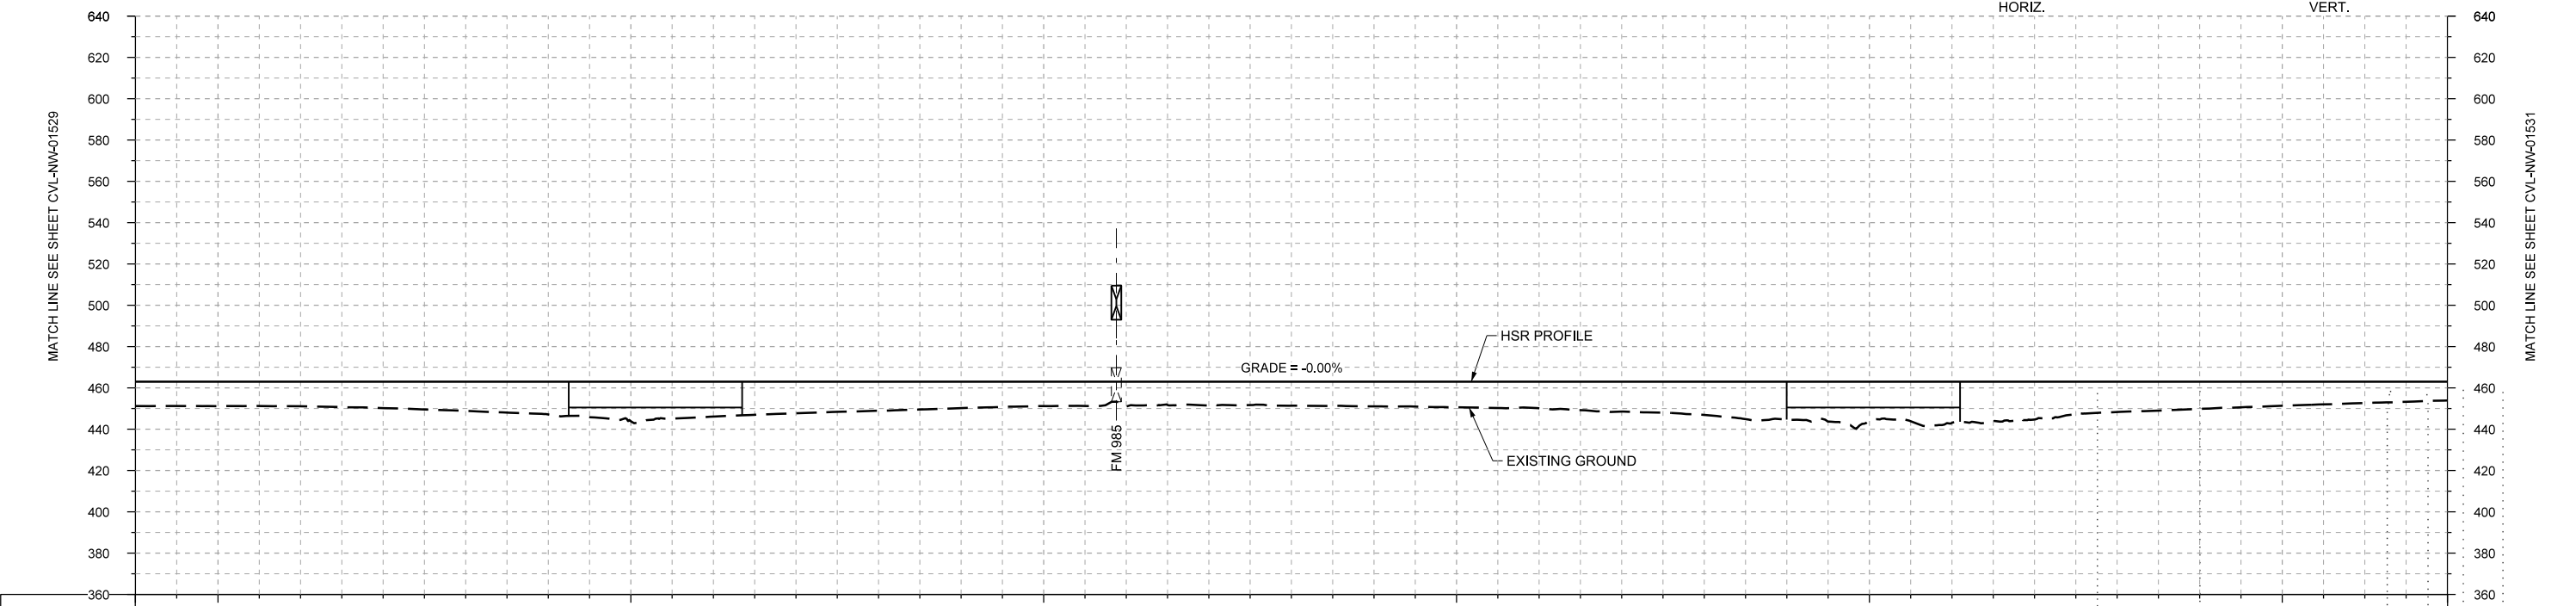 HORIZ. VERT.
640 640
620 620
600 600
580 580
560 560
540 540
520 520
500 500
480 480
460 460
440 440
420 420
400 400
380 380
360 360
MATCH LINE SEE SHEET CVL-NW-01529
FM 985
GRADE = -0.00%
HSR PROFILE
EXISTING GROUND
MATCH LINE SEE SHEET CVL-NW-01531